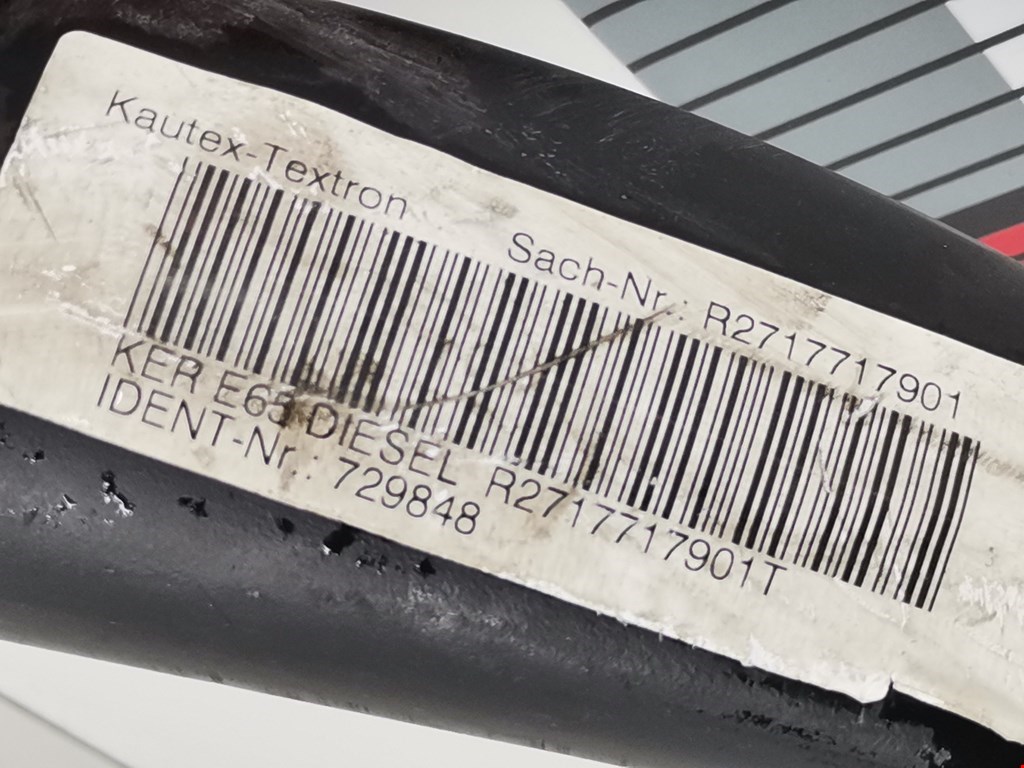 Kautex-Textron
Sach-Nr.: R2717717901
KER E65 DIESEL R2717717901T
IDENT-Nr.: 729848